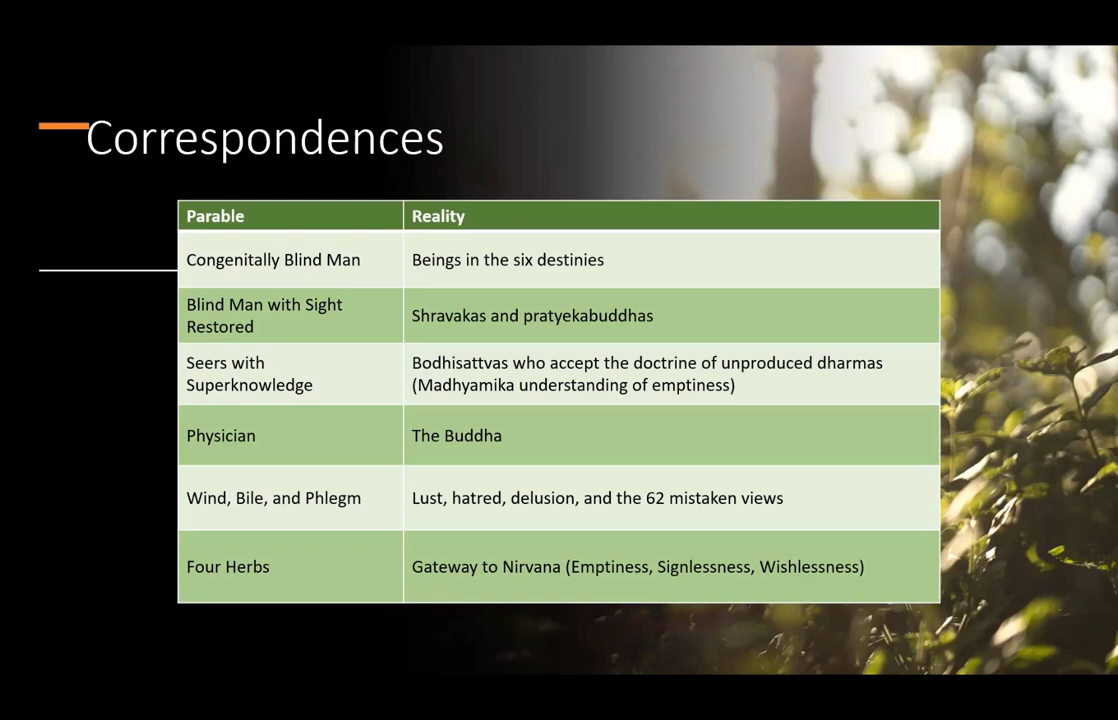 Correspondences
Parable
Reality
Congenitally Blind Man
Beings in the six destinies
Blind Man with Sight
Restored
Shravakas and pratyekabuddhas
Seers with
Superknowledge
Bodhisattvas who accept the doctrine of unproduced dharmas
(Madhyamika understanding of emptiness)
Physician
The Buddha
Wind, Bile, and Phlegm
Lust, hatred, delusion, and the 62 mistaken views
Four Herbs
Gateway to Nirvana (Emptiness, Signlessness, Wishlessness)